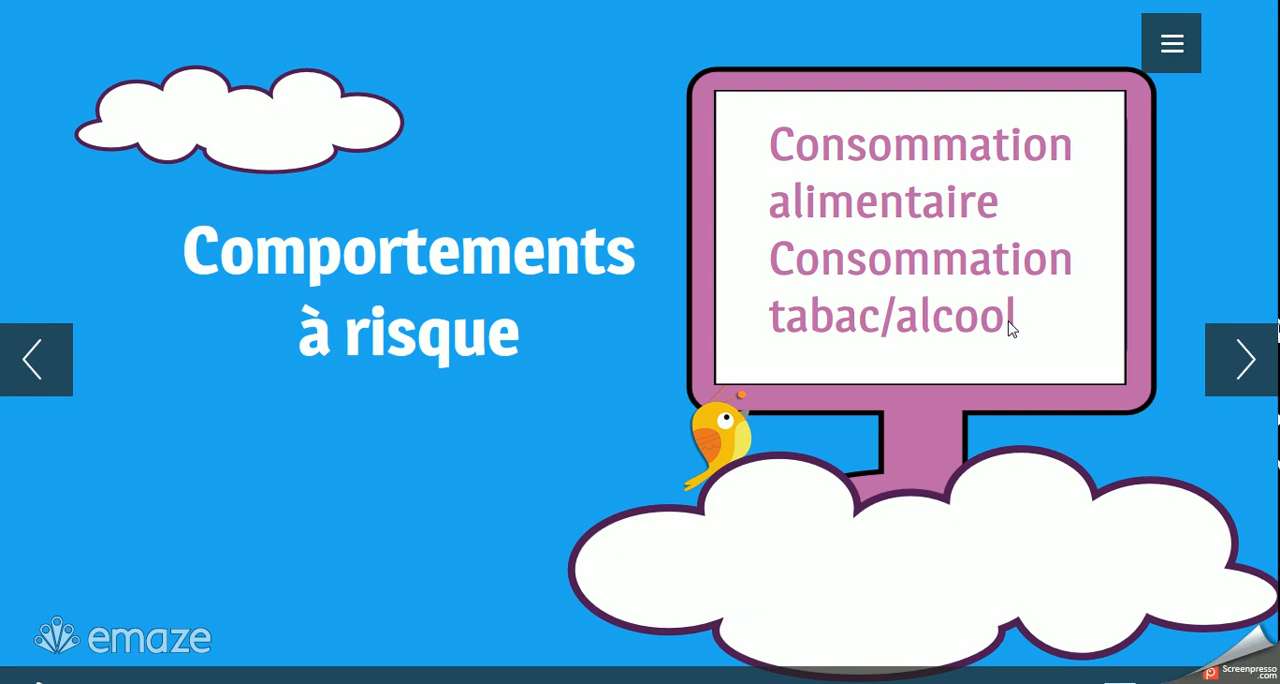 Comportements
à risque
Consommation
alimentaire
Consommation
tabac/alcool
emaze
Screenpresso
.com